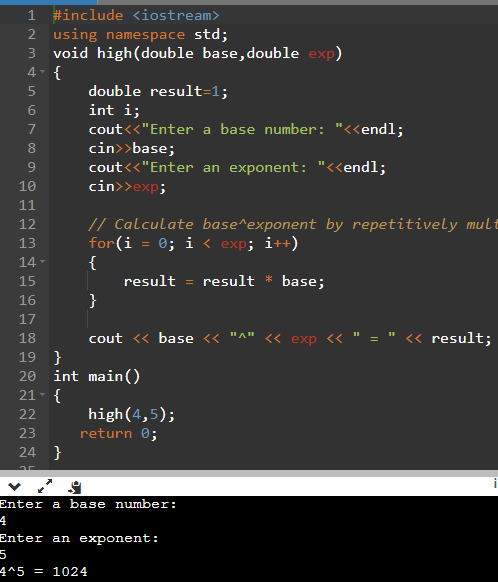 1 #include <iostream>
2 using namespace std;
3 void high(double base,double exp)
4 {
5 double result=1;
6 int i;
7 cout<<"Enter a base number: "<<endl;
8 cin>>base;
9 cout<<"Enter an exponent: "<<endl;
10 cin>>exp;
11
12 // Calculate base^exponent by repetitively mult
13 for(i = 0; i < exp; i++)
14 {
15 result = result * base;
16 }
17
18 cout << base << "^" << exp << " = " << result;
19 }
20 int main()
21 {
22 high(4,5);
23 return 0;
24 }
Enter a base number:
4
Enter an exponent:
5
4^5 = 1024